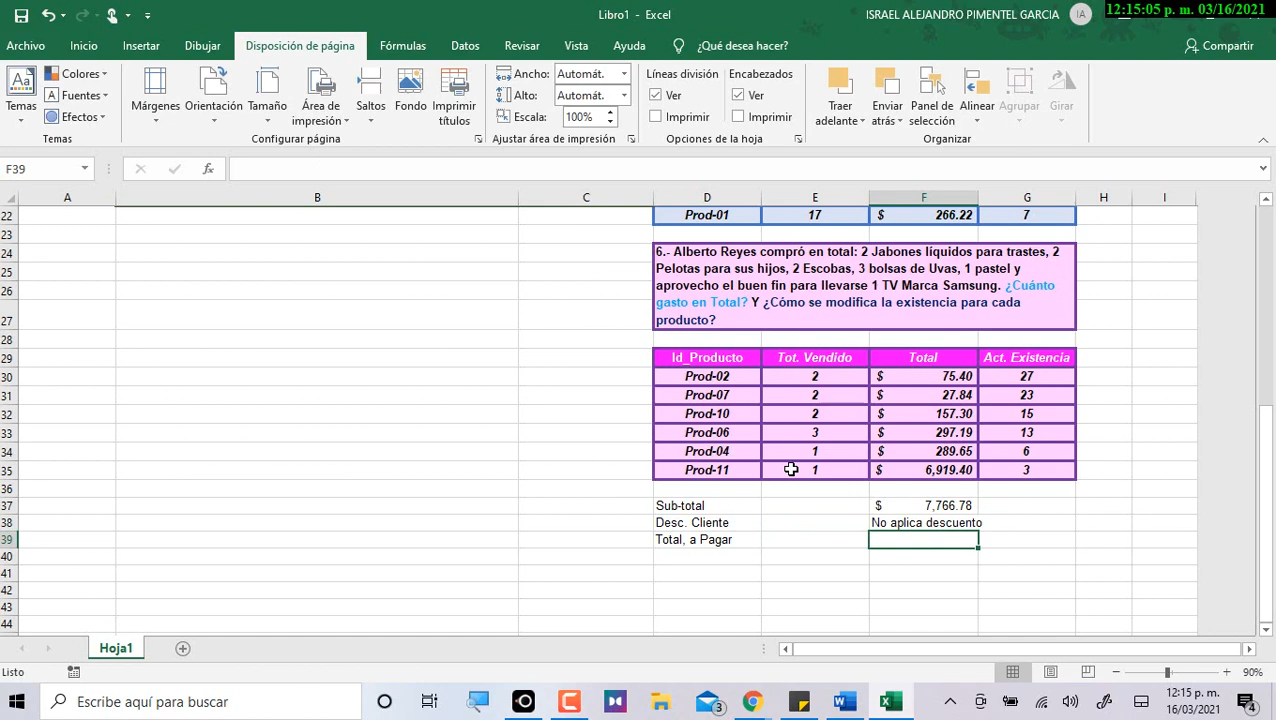 12:15:05 p. m. 03/16/2021
Libro1 - Excel
ISRAEL ALEJANDRO PIMENTEL GARCIA
IA
Archivo Inicio Insertar Dibujar Disposición de página Fórmulas Datos Revisar Vista Ayuda ¿Qué desea hacer? Compartir
Aa Temas
Colores
Fuentes
Efectos
Márgenes
Orientación
Tamaño
Área de impresión
Saltos
Fondo
Imprimir títulos
Ancho: Automát.
Alto: Automát.
Escala: 100%
Líneas división
Ver
Imprimir
Encabezados
Ver
Imprimir
Traer adelante
Enviar atrás
Panel de selección
Alinear
Agrupar
Girar
Temas Configurar página Ajustar área de impresión Opciones de la hoja Organizar
F39 fx
A B C D E F G H I
22 Prod-01 17 $ 266.22 7
23
24 6.- Alberto Reyes compró en total: 2 Jabones líquidos para trastes, 2
25 Pelotas para sus hijos, 2 Escobas, 3 bolsas de Uvas, 1 pastel y
26 aprovecho el buen fin para llevarse 1 TV Marca Samsung. ¿Cuánto
gasto en Total? Y ¿Cómo se modifica la existencia para cada
27 producto?
28
29 Id_Producto Tot. Vendido Total Act. Existencia
30 Prod-02 2 $ 75.40 27
31 Prod-07 2 $ 27.84 23
32 Prod-10 2 $ 157.30 15
33 Prod-06 3 $ 297.19 13
34 Prod-04 1 $ 289.65 6
35 Prod-11 1 $ 6,919.40 3
36
37 Sub-total $ 7,766.78
38 Desc. Cliente No aplica descuento
39 Total, a Pagar
40
41
42
43
44
Hoja1
Listo 90%
Escribe aquí para buscar
3
12:15 p. m.
16/03/2021
4